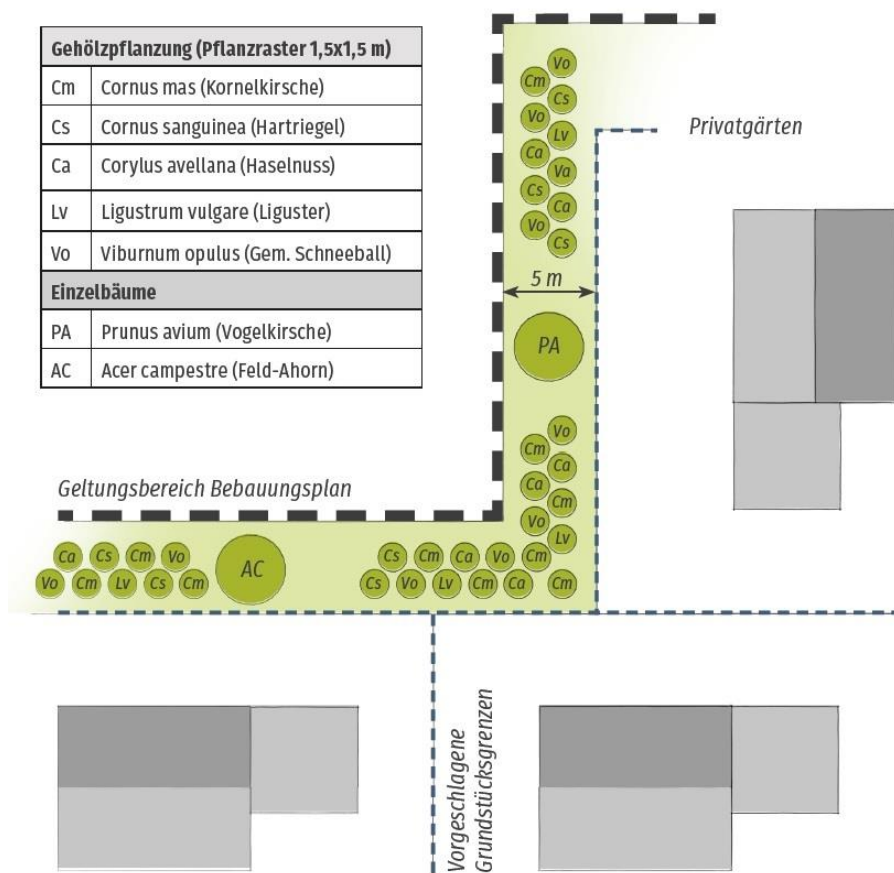 Gehölzpflanzung (Pflanzraster 1,5x1,5 m)
Cm Cornus mas (Kornelkirsche)
Cs Cornus sanguinea (Hartriegel)
Ca Corylus avellana (Haselnuss)
Lv Ligustrum vulgare (Liguster)
Vo Viburnum opulus (Gem. Schneeball)
Einzelbäume
PA Prunus avium (Vogelkirsche)
AC Acer campestre (Feld-Ahorn)
Vo
Cm
Cs
Vo
Lv
Ca
Va
Cs
Ca
Vo
Cs
Privatgärten
5 m
PA
Vo
Cm
Ca
Ca
Cm
Vo
Lv
Geltungsbereich Bebauungsplan
Ca Cs Cm Vo
Vo Cm Lv Cs Cm
AC
Cs Cm Ca Vo Cm
Cs Vo Lv Cm Ca Cm
Vorgeschlagene
Grundstücksgrenzen